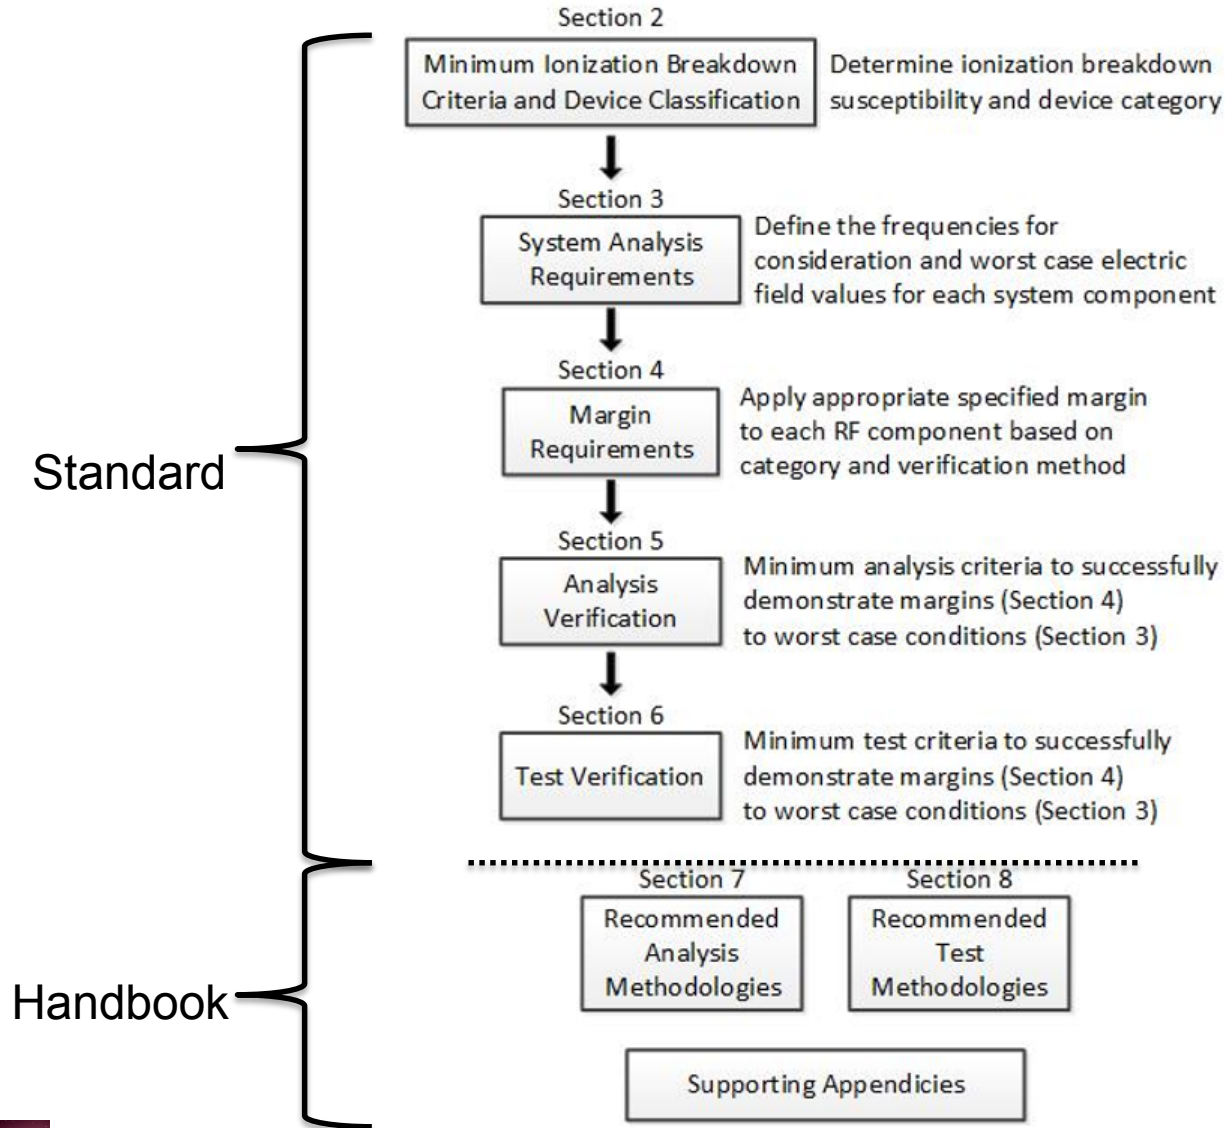 Section 2
Minimum Ionization Breakdown
Criteria and Device Classification
Determine ionization breakdown
susceptibility and device category
Section 3
System Analysis
Requirements
Define the frequencies for
consideration and worst case electric
field values for each system component
Section 4
Margin
Requirements
Apply appropriate specified margin
to each RF component based on
category and verification method
Standard
Section 5
Analysis
Verification
Minimum analysis criteria to successfully
demonstrate margins (Section 4)
to worst case conditions (Section 3)
Section 6
Test Verification
Minimum test criteria to successfully
demonstrate margins (Section 4)
to worst case conditions (Section 3)
Section 7
Recommended
Analysis
Methodologies
Section 8
Recommended
Test
Methodologies
Handbook
Supporting Appendicies